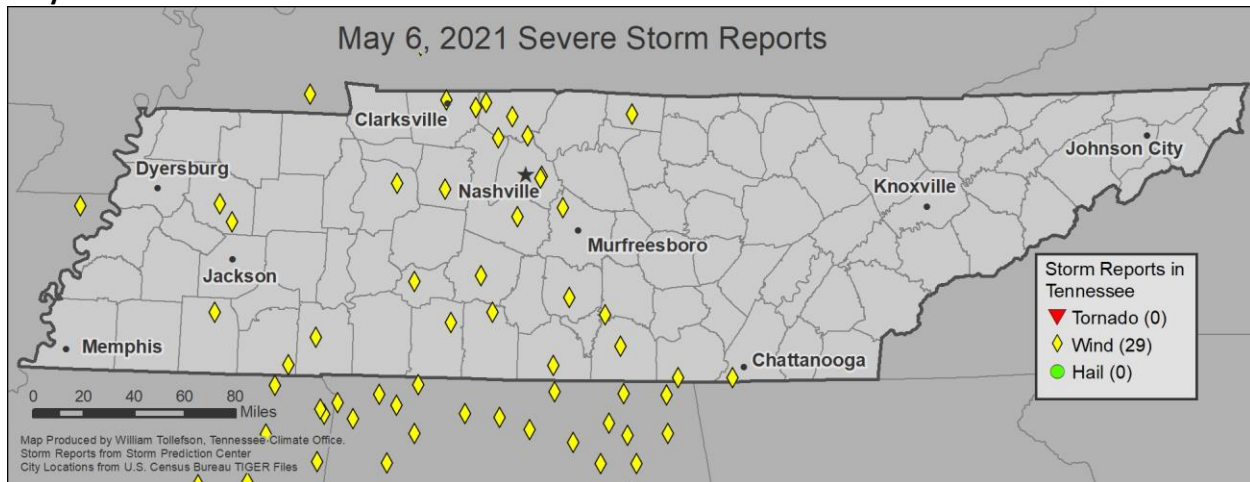 May 6, 2021 Severe Storm Reports
Clarksville
Johnson City
Dyersburg
Nashville
Knoxville
Murfreesboro
Jackson
Storm Reports in
Tennessee
Tornado (0)
Wind (29)
Hail (0)
Memphis
Chattanooga
0 20 40 60 80
Miles
Map Produced by William Tollefson, Tennessee Climate Office.
Storm Reports from Storm Prediction Center
City Locations from U.S. Census Bureau TIGER Files